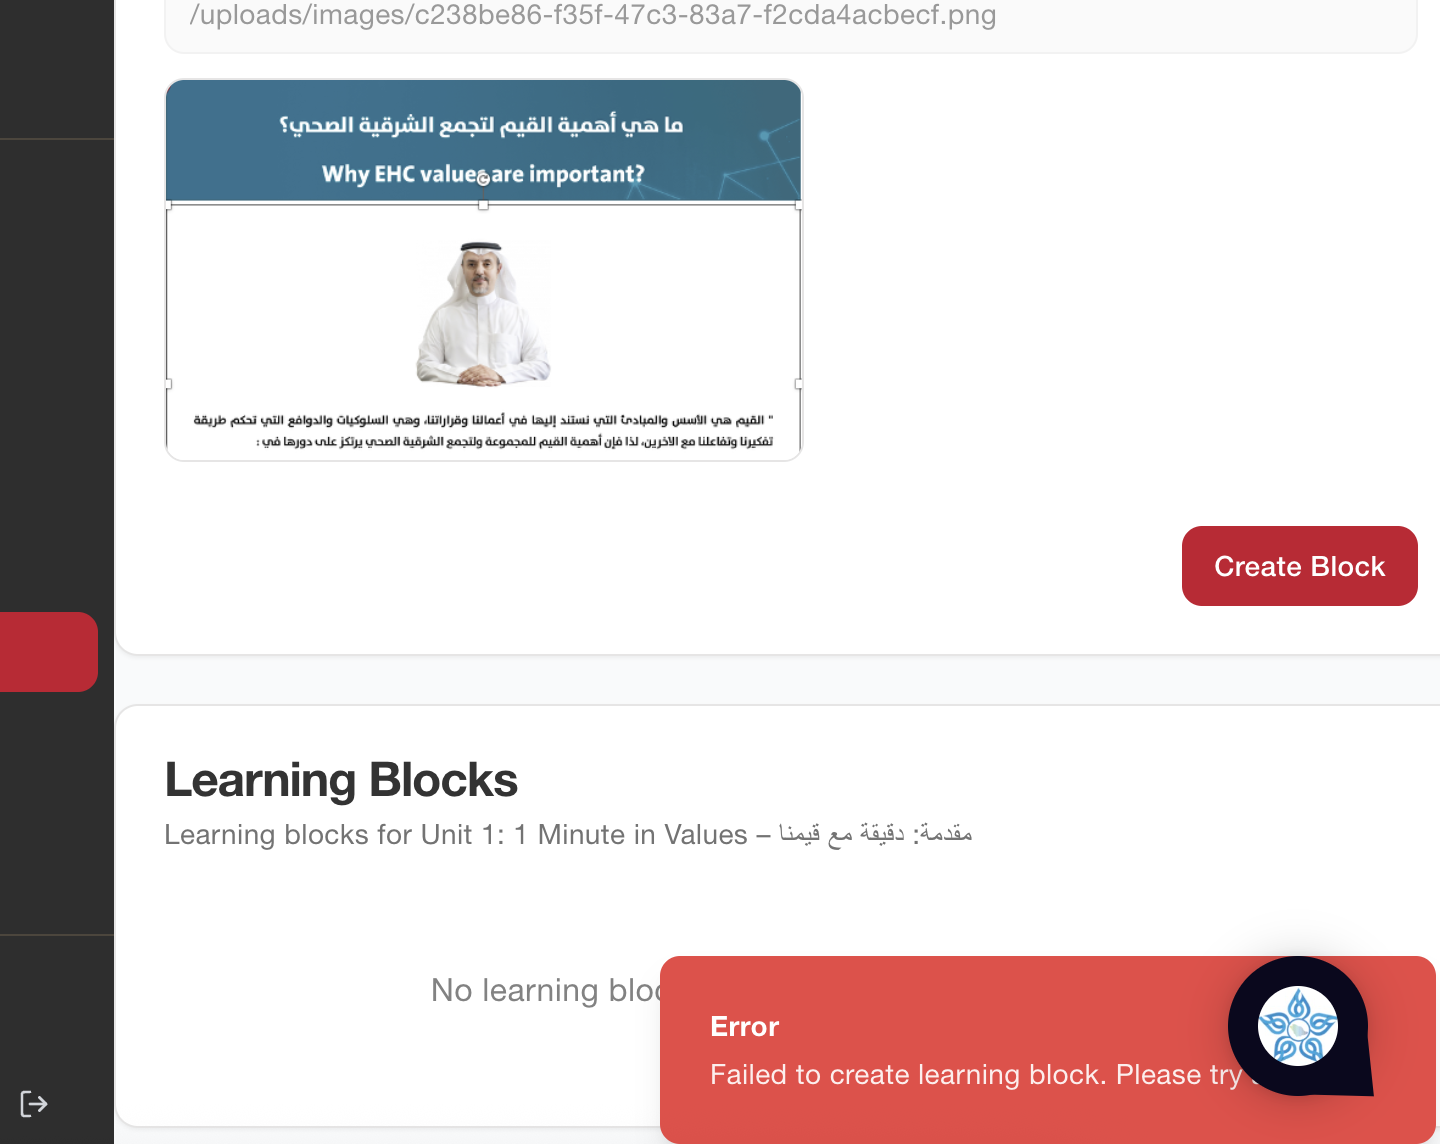 /uploads/images/c238be86-f35f-47c3-83a7-f2cda4acbecf.png
ما هي أهمية القيم لتجمع الشرقية الصحي؟
Why EHC values are important?
" القيم هي الأسس والمبادئ التي نستند إليها في أعمالنا وقراراتنا، وهي السلوكيات والدوافع التي تحكم طريقة
تفكيرنا وتفاعلنا مع الاخرين، لذا فإن أهمية القيم للمجموعة ولتجمع الشرقية الصحي يرتكز على دورها في :
Create Block
Learning Blocks
Learning blocks for Unit 1: 1 Minute in Values – مقدمة: دقيقة مع قيمنا
No learning
Error
Failed to create learning block. Please try